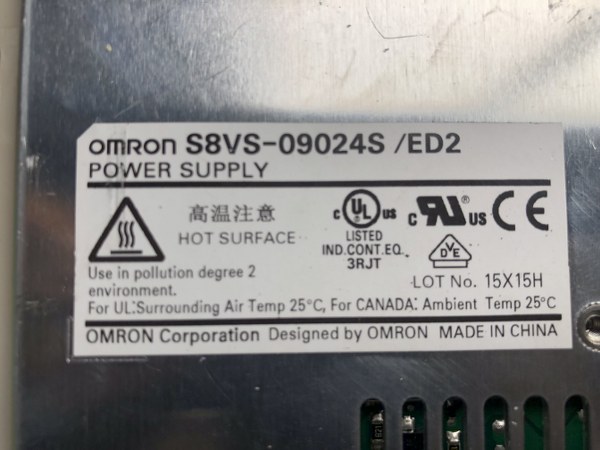 OMRON S8VS-09024S /ED2
POWER SUPPLY
高温注意
HOT SURFACE
c UL us
LISTED
IND.CONT.EQ.
3RJT
c RU® us
CE
DVE
Use in pollution degree 2
environment.
LOT No. 15X15H
For UL:Surrounding Air Temp 25°C, For CANADA: Ambient Temp 25°C
OMRON Corporation Designed by OMRON MADE IN CHINA